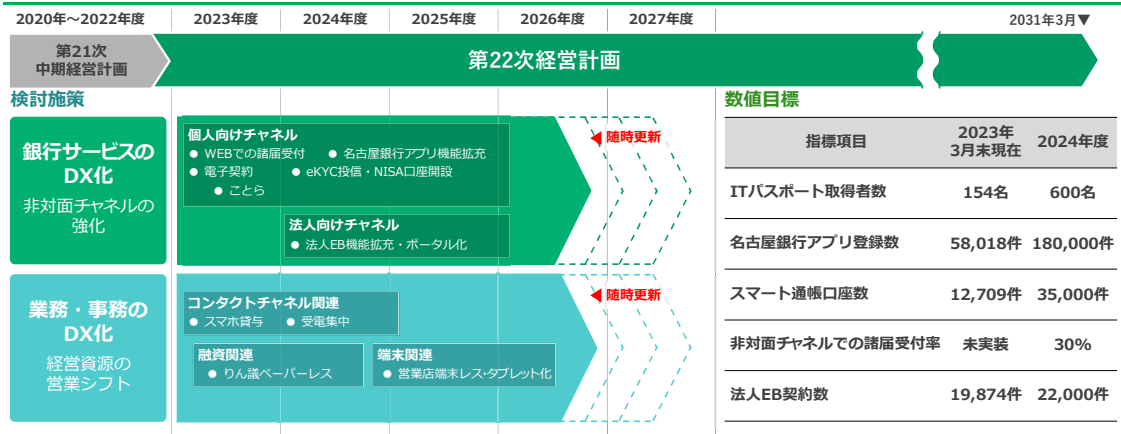 2020年~2022年度
2023年度
2024年度
2025年度
2026年度
2027年度
2031年3月▼
第21次
中期経営計画
第22次経営計画
検討施策
銀行サービスの
DX化
非対面チャネルの
強化
個人向けチャネル
● WEBでの諸届受付 ● 名古屋銀行アプリ機能拡充
● 電子契約 ● eKYC投信・NISA口座開設
● ことら
法人向けチャネル
● 法人EB機能拡充・ポータル化
随時更新
業務・事務の
DX化
経営資源の
営業シフト
コンタクトチャネル関連
● スマホ貸与 ● 受電集中
融資関連
● りん議ペーパーレス
端末関連
● 営業店端末レス・タブレット化
随時更新
数値目標
指標項目 2023年
3月末現在 2024年度
ITパスポート取得者数 154名 600名
名古屋銀行アプリ登録数 58,018件 180,000件
スマート通帳口座数 12,709件 35,000件
非対面チャネルでの諸届受付率 未実装 30%
法人EB契約数 19,874件 22,000件